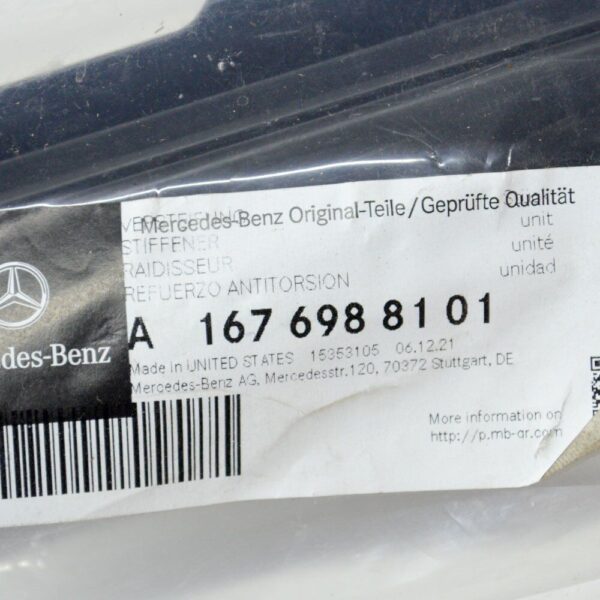 Mercedes-Benz Original-Teile/Geprüfte Qualität
VERSTEIFUNG
STIFFENER
RAIDISSEUR
REFUERZO ANTITORSION
unit
unité
unidad
A 167 698 81 01
Made in UNITED STATES 15353105 06.12.21
Mercedes-Benz AG, Mercedesstr.120, 70372 Stuttgart, DE
des-Benz
More information on
http://p.mb-qr.com